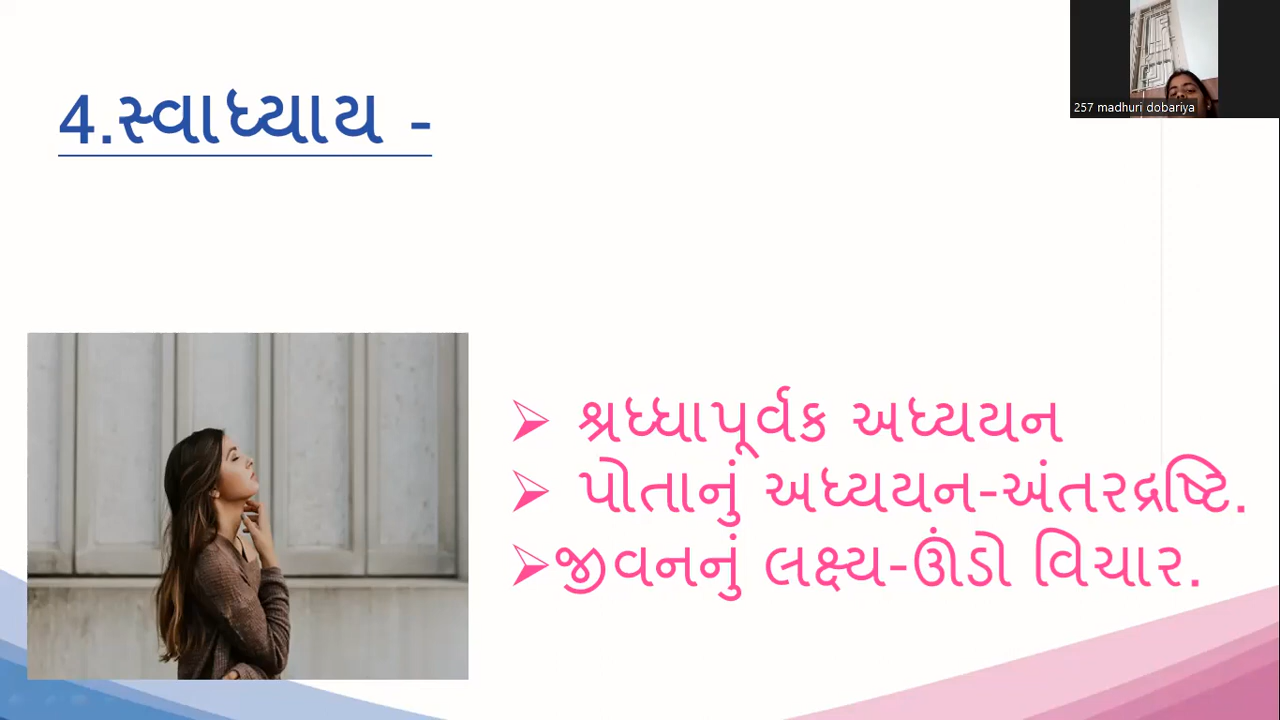 257 madhuri dobariya
4.સ્વાધ્યાય -
➢ શ્રધ્ધાપૂર્વક અધ્યયન
➢ પોતાનું અધ્યયન-અંતરદ્રષ્ટિ.
➢જીવનનું લક્ષ્ય-ઊંડો વિચાર.